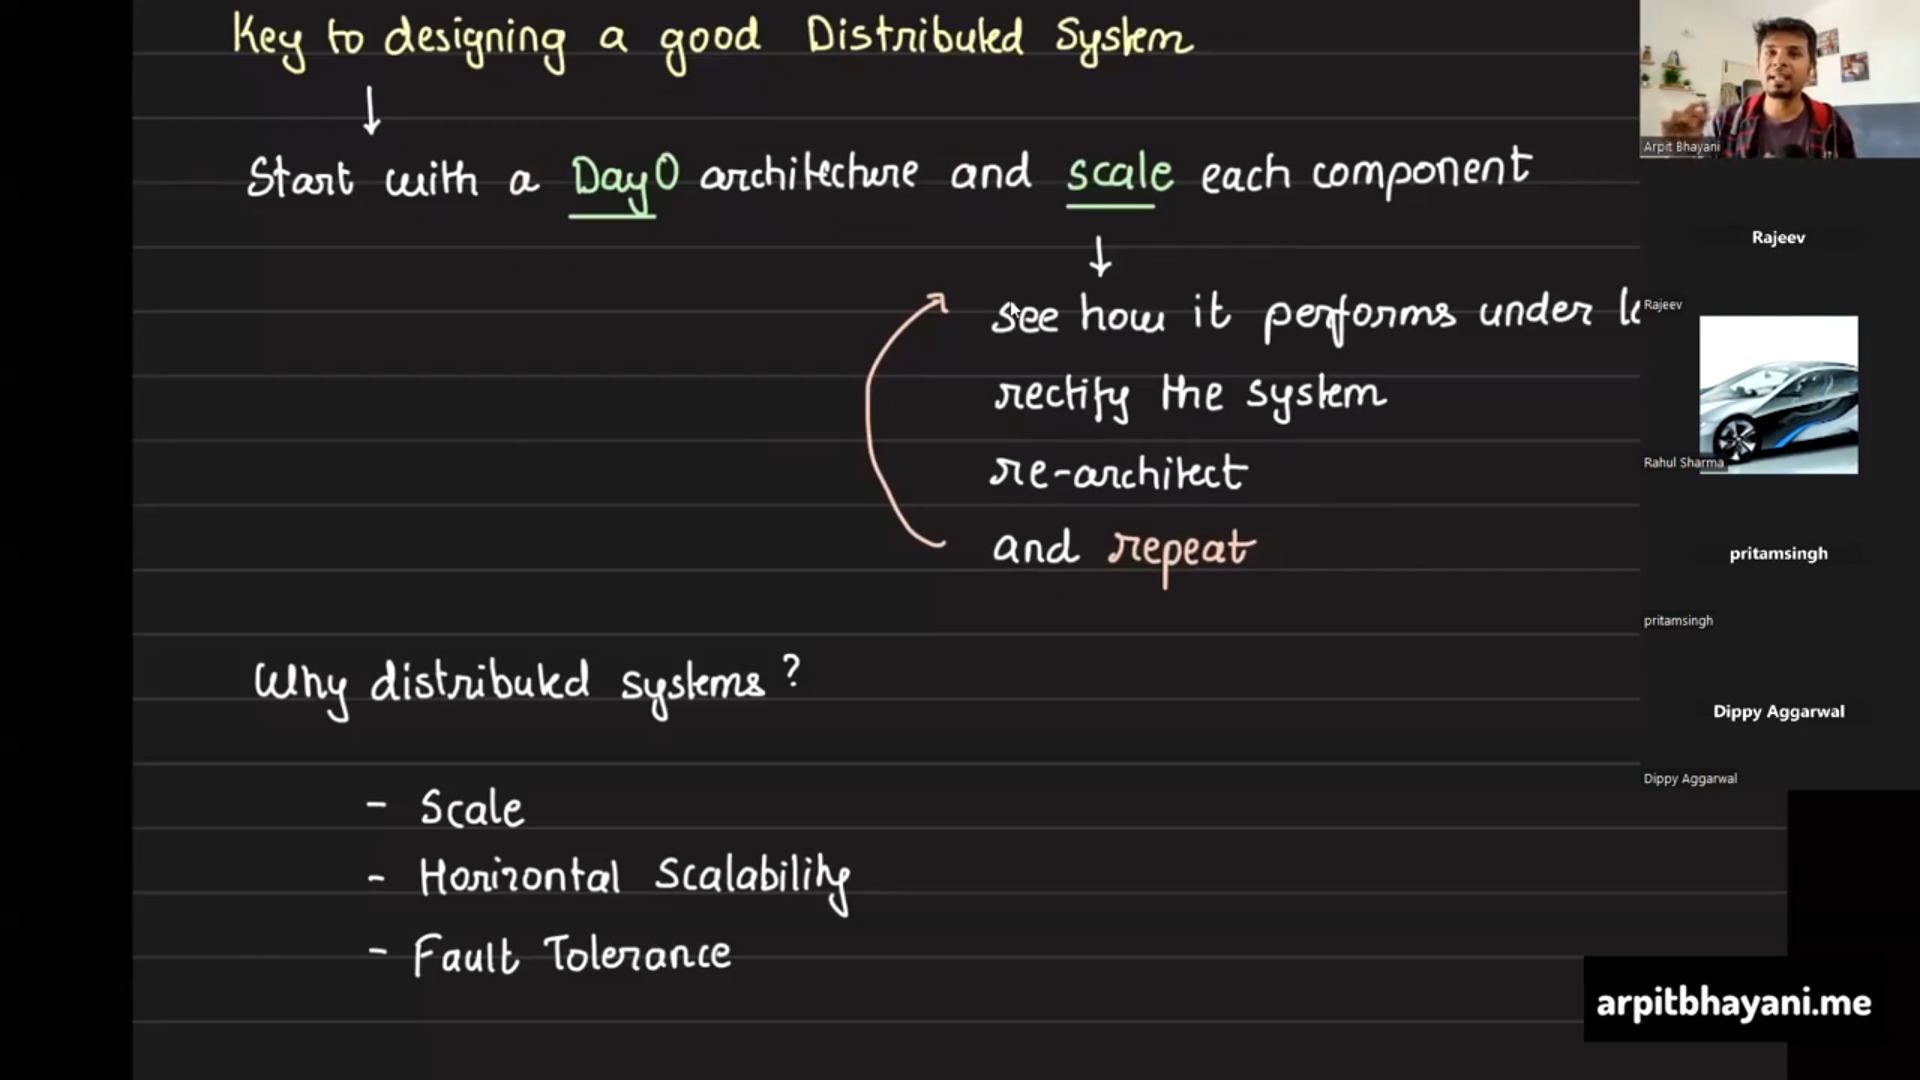 Key to designing a good Distributed System
Start with a Day0 architecture and scale each component
see how it performs under
rectify the system
re-architect
and repeat
Why distributed systems?
- Scale
- Horizontal Scalability
- Fault Tolerance
Arpit Bhayani
Rajeev
Rajeev
Rahul Sharma
pritamsingh
pritamsingh
Dippy Aggarwal
Dippy Aggarwal
arpitbhayani.me